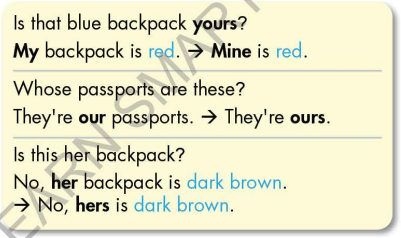 Is that blue backpack yours?
My backpack is red. → Mine is red.
Whose passports are these?
They're our passports. → They're ours.
Is this her backpack?
No, her backpack is dark brown.
→ No, hers is dark brown.
EARN SMART